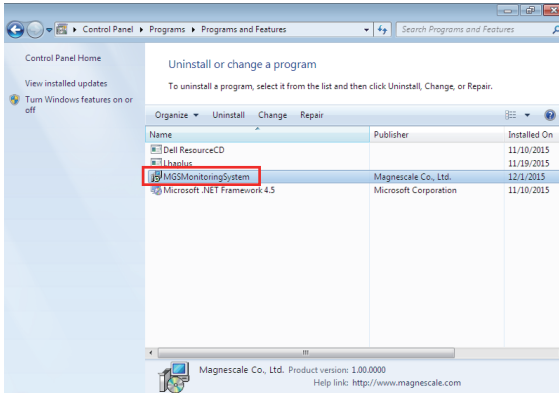 Control Panel ▸ Programs ▸ Programs and Features
Search Programs and Features
Control Panel Home
View installed updates
Turn Windows features on or off
Uninstall or change a program
To uninstall a program, select it from the list and then click Uninstall, Change, or Repair.
Organize Uninstall Change Repair
Name Publisher Installed On
Dell ResourceCD 11/10/2015
Lhaplus 11/19/2015
MGSMonitoringSystem Magnescale Co., Ltd. 12/1/2015
Microsoft .NET Framework 4.5 Microsoft Corporation 11/10/2015
Magnescale Co., Ltd. Product version: 1.00.0000
Help link: http://www.magnescale.com